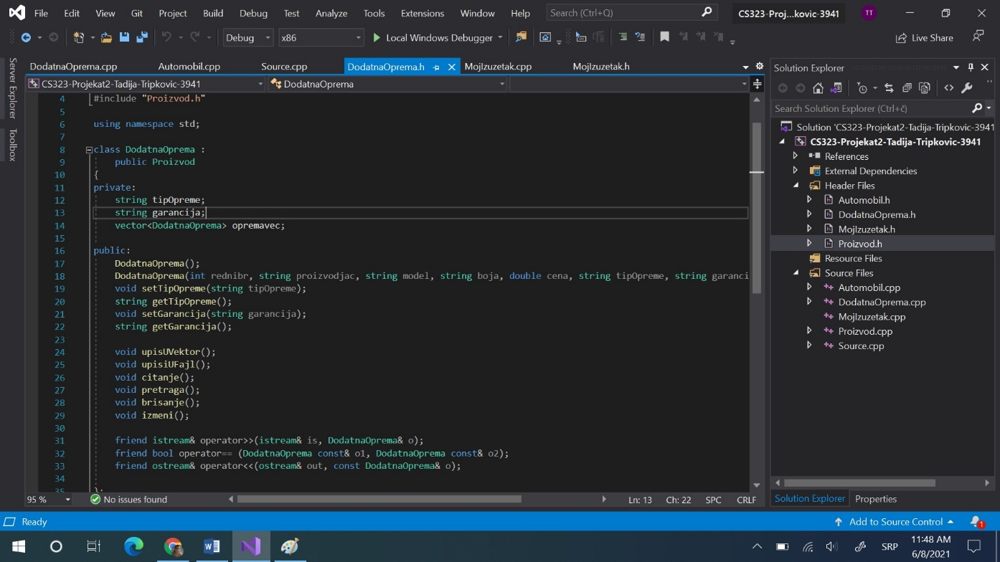 File Edit View Git Project Build Debug Test Analyze Tools Extensions Window Help Search (Ctrl+Q) CS323-Proj...kovic-3941 TT
Debug x86 Local Windows Debugger Live Share
Server Explorer
Toolbox
DodatnaOprema.cpp Automobil.cpp Source.cpp DodatnaOprema.h MojIzuzetak.cpp MojIzuzetak.h
CS323-Projekat2-Tadija-Tripkovic-3941 DodatnaOprema
4 #include "Proizvod.h"
5
6 using namespace std;
7
8 class DodatnaOprema :
9 public Proizvod
10 {
11 private:
12 string tipOpreme;
13 string garancija;
14 vector<DodatnaOprema> opremavec;
15
16 public:
17 DodatnaOprema();
18 DodatnaOprema(int rednibr, string proizvodjac, string model, string boja, double cena, string tipOpreme, string garanci
19 void setTipOpreme(string tipOpreme);
20 string getTipOpreme();
21 void setGarancija(string garancija);
22 string getGarancija();
23
24 void upisUVektor();
25 void upisiUFajl();
26 void citanje();
27 void pretraga();
28 void brisanje();
29 void izmeni();
30
31 friend istream& operator>>(istream& is, DodatnaOprema& o);
32 friend bool operator== (DodatnaOprema const& o1, DodatnaOprema const& o2);
33 friend ostream& operator<<(ostream& out, const DodatnaOprema& o);
34
35 };
95 % No issues found Ln: 13 Ch: 22 SPC CRLF
Solution Explorer
Search Solution Explorer (Ctrl+č)
Solution 'CS323-Projekat2-Tadija-Tripkovic-3941
CS323-Projekat2-Tadija-Tripkovic-3941
References
External Dependencies
Header Files
Automobil.h
DodatnaOprema.h
MojIzuzetak.h
Proizvod.h
Resource Files
Source Files
Automobil.cpp
DodatnaOprema.cpp
MojIzuzetak.cpp
Proizvod.cpp
Source.cpp
Solution Explorer Properties
Ready Add to Source Control 1
SRP 11:48 AM
6/8/2021